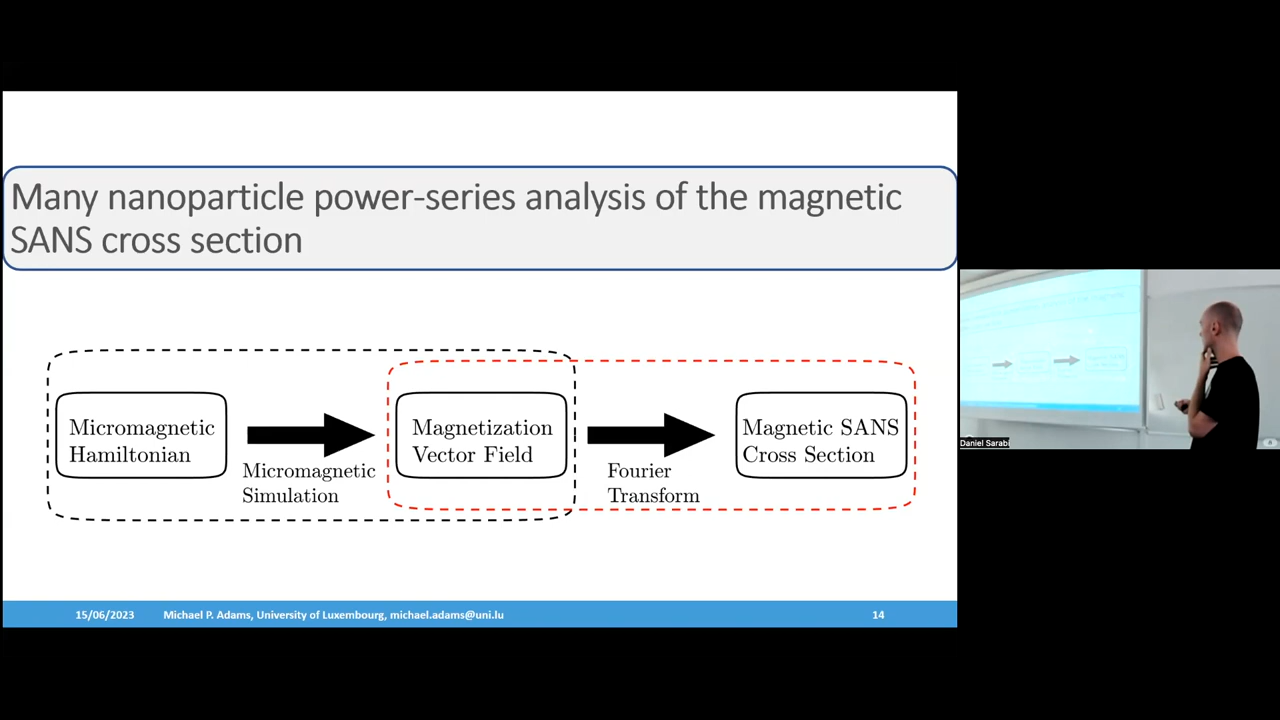 Many nanoparticle power-series analysis of the magnetic
SANS cross section
Micromagnetic
Hamiltonian
Micromagnetic
Simulation
Magnetization
Vector Field
Fourier
Transform
Magnetic SANS
Cross Section
15/06/2023 Michael P. Adams, University of Luxembourg, michael.adams@uni.lu 14
Daniel Sarabi